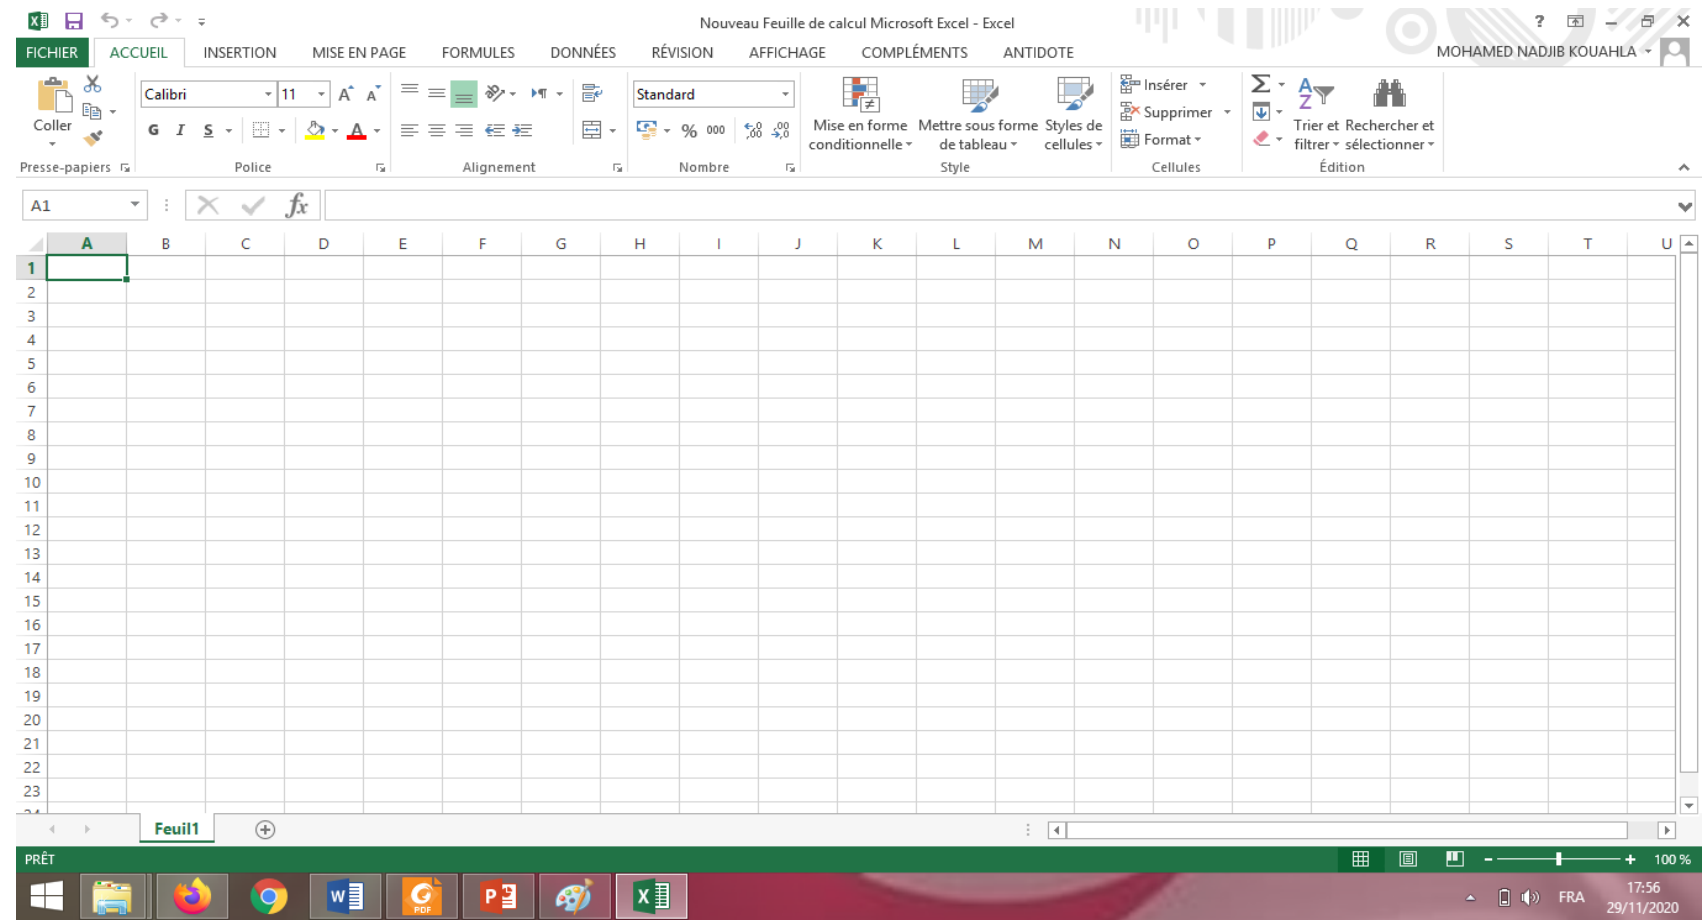 Nouveau Feuille de calcul Microsoft Excel - Excel
?
FICHIER ACCUEIL INSERTION MISE EN PAGE FORMULES DONNÉES RÉVISION AFFICHAGE COMPLÉMENTS ANTIDOTE MOHAMED NADJIB KOUAHLA
Coller
Calibri 11
G I S
Standard
% 000
Mise en forme conditionnelle
Mettre sous forme de tableau
Styles de cellules
Insérer
Supprimer
Format
Trier et filtrer
Rechercher et sélectionner
Presse-papiers Police Alignement Nombre Style Cellules Édition
A1 fx
A B C D E F G H I J K L M N O P Q R S T U
1
2
3
4
5
6
7
8
9
10
11
12
13
14
15
16
17
18
19
20
21
22
23
Feuil1
PRÊT 100 %
FRA 17:56
29/11/2020